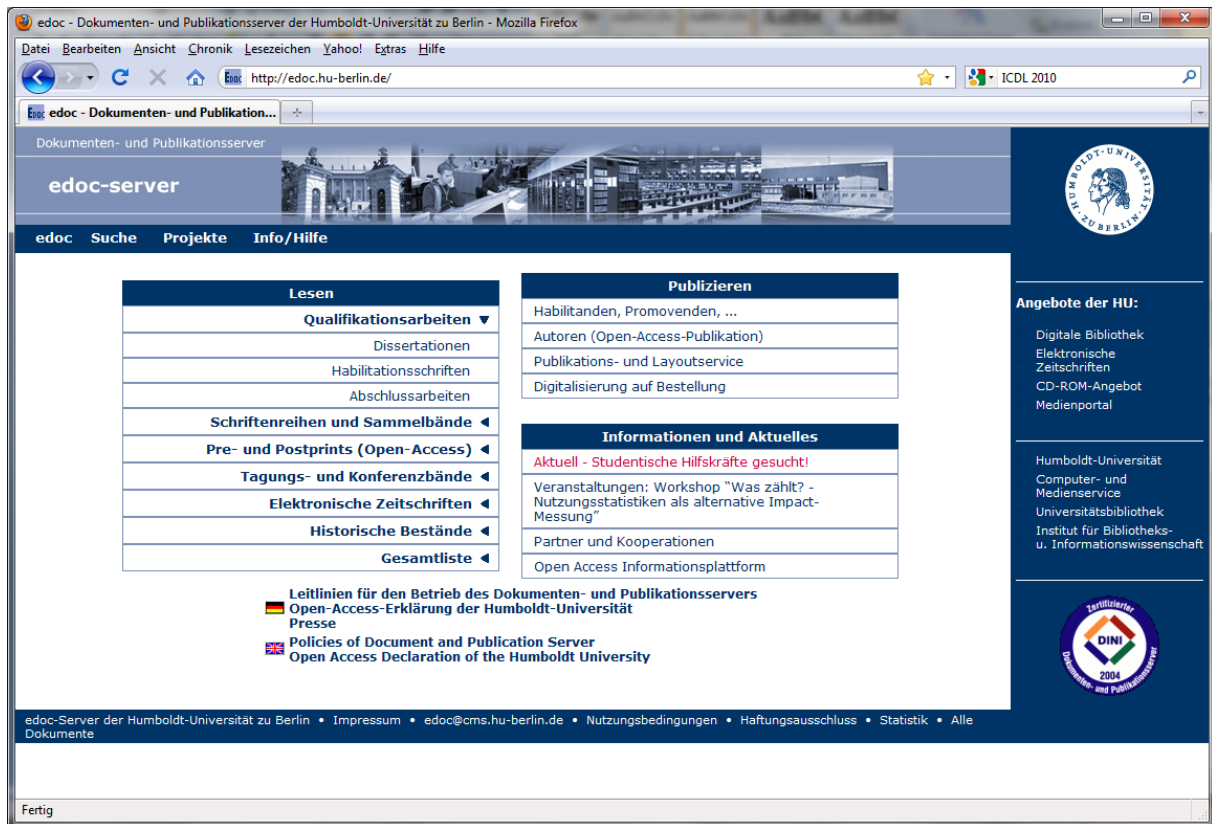 edoc - Dokumenten- und Publikationsserver der Humboldt-Universität zu Berlin - Mozilla Firefox
Datei Bearbeiten Ansicht Chronik Lesezeichen Yahoo! Extras Hilfe
http://edoc.hu-berlin.de/
ICDL 2010
edoc - Dokumenten- und Publikation...
Dokumenten- und Publikationsserver
edoc-server
edoc Suche Projekte Info/Hilfe
HUMBOLDT-UNIVERSITÄT ZU BERLIN
Lesen
Qualifikationsarbeiten
Dissertationen
Habilitationsschriften
Abschlussarbeiten
Schriftenreihen und Sammelbände
Pre- und Postprints (Open-Access)
Tagungs- und Konferenzbände
Elektronische Zeitschriften
Historische Bestände
Gesamtliste
Publizieren
Habilitanden, Promovenden, ...
Autoren (Open-Access-Publikation)
Publikations- und Layoutservice
Digitalisierung auf Bestellung
Informationen und Aktuelles
Aktuell - Studentische Hilfskräfte gesucht!
Veranstaltungen: Workshop "Was zählt? -
Nutzungsstatistiken als alternative Impact-
Messung"
Partner und Kooperationen
Open Access Informationsplattform
Leitlinien für den Betrieb des Dokumenten- und Publikationsservers
Open-Access-Erklärung der Humboldt-Universität
Presse
Policies of Document and Publication Server
Open Access Declaration of the Humboldt University
Angebote der HU:
Digitale Bibliothek
Elektronische
Zeitschriften
CD-ROM-Angebot
Medienportal
Humboldt-Universität
Computer- und
Medienservice
Universitätsbibliothek
Institut für Bibliotheks-
u. Informationswissenschaft
Zertifizierter
DINI
2004
Dokumenten- und Publikationsserver
edoc-Server der Humboldt-Universität zu Berlin • Impressum • edoc@cms.hu-berlin.de • Nutzungsbedingungen • Haftungsausschluss • Statistik • Alle
Dokumente
Fertig